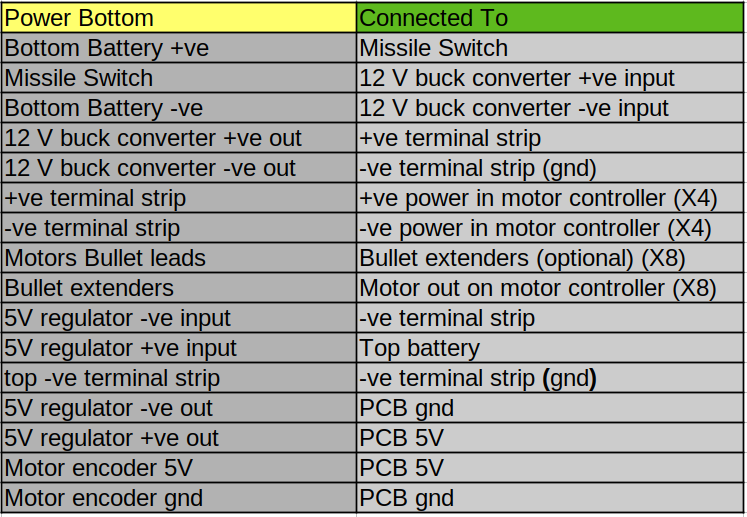 Power Bottom Connected To
Bottom Battery +ve Missile Switch
Missile Switch 12 V buck converter +ve input
Bottom Battery -ve 12 V buck converter -ve input
12 V buck converter +ve out +ve terminal strip
12 V buck converter -ve out -ve terminal strip (gnd)
+ve terminal strip +ve power in motor controller (X4)
-ve terminal strip -ve power in motor controller (X4)
Motors Bullet leads Bullet extenders (optional) (X8)
Bullet extenders Motor out on motor controller (X8)
5V regulator -ve input -ve terminal strip
5V regulator +ve input Top battery
top -ve terminal strip -ve terminal strip (gnd)
5V regulator -ve out PCB gnd
5V regulator +ve out PCB 5V
Motor encoder 5V PCB 5V
Motor encoder gnd PCB gnd